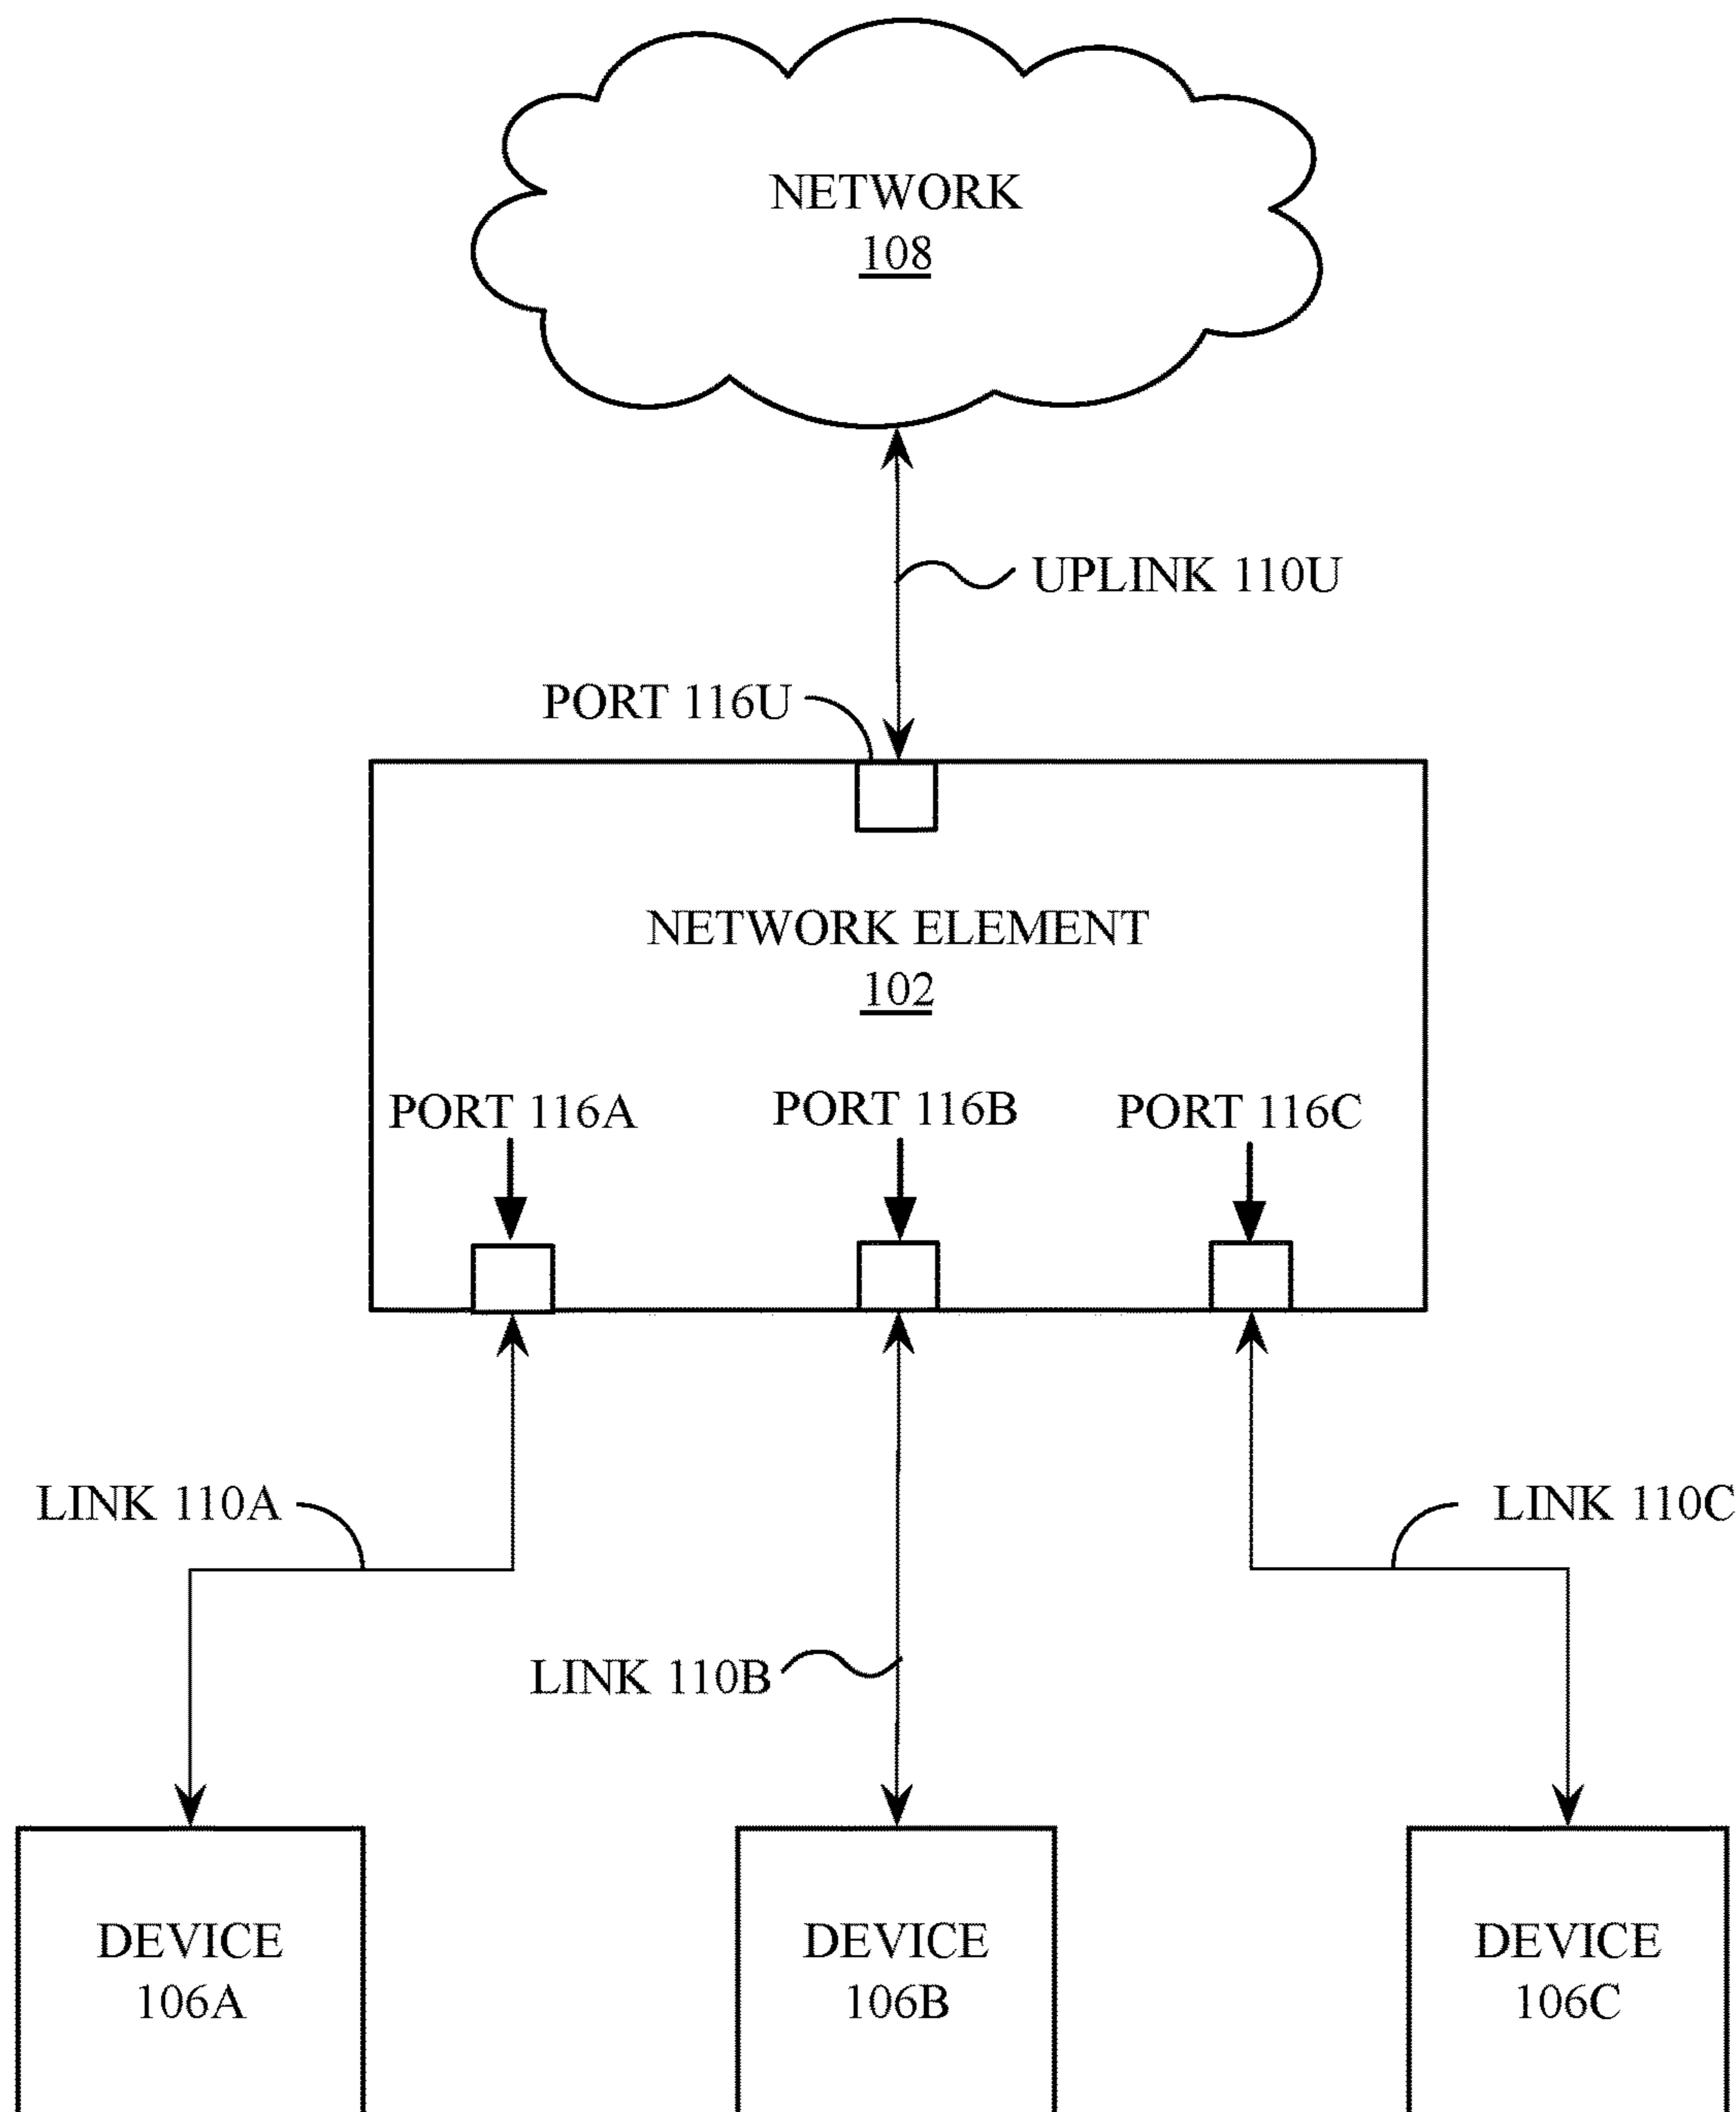 NETWORK
108
UPLINK 110U
PORT 116U
NETWORK ELEMENT
102
PORT 116A
PORT 116B
PORT 116C
LINK 110A
LINK 110C
LINK 110B
DEVICE
106A
DEVICE
106B
DEVICE
106C